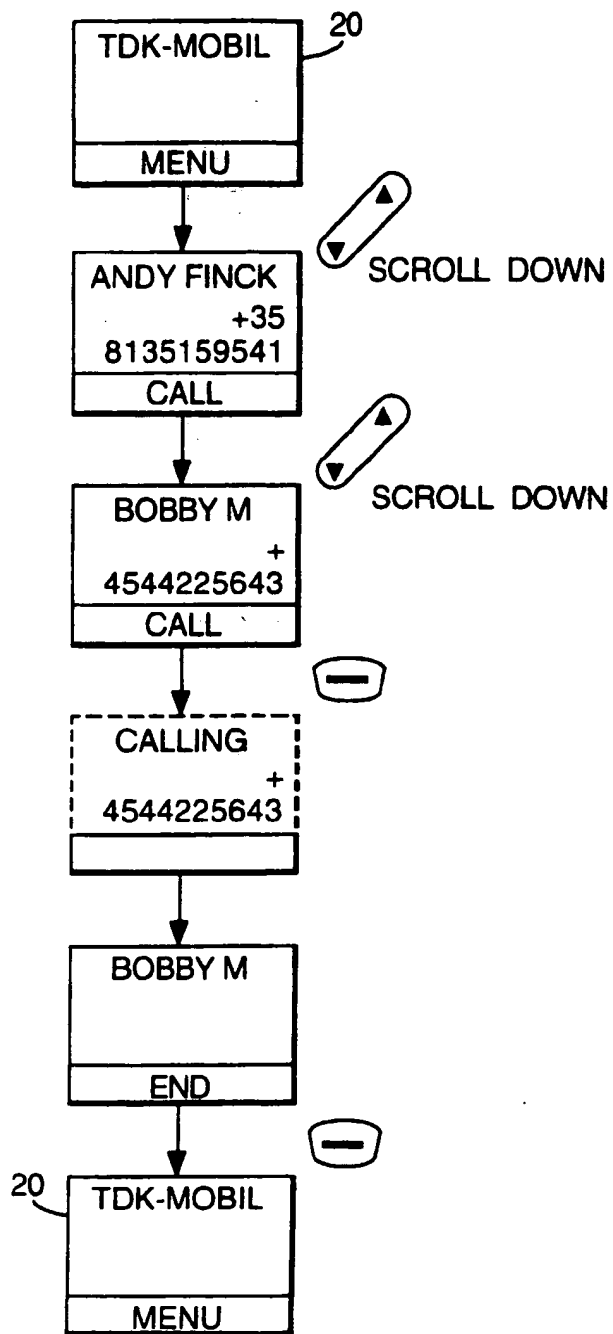 TDK-MOBIL
20
MENU
ANDY FINCK
+35
8135159541
CALL
SCROLL DOWN
BOBBY M
+
4544225643
CALL
SCROLL DOWN
CALLING
+
4544225643
BOBBY M
END
20
TDK-MOBIL
MENU